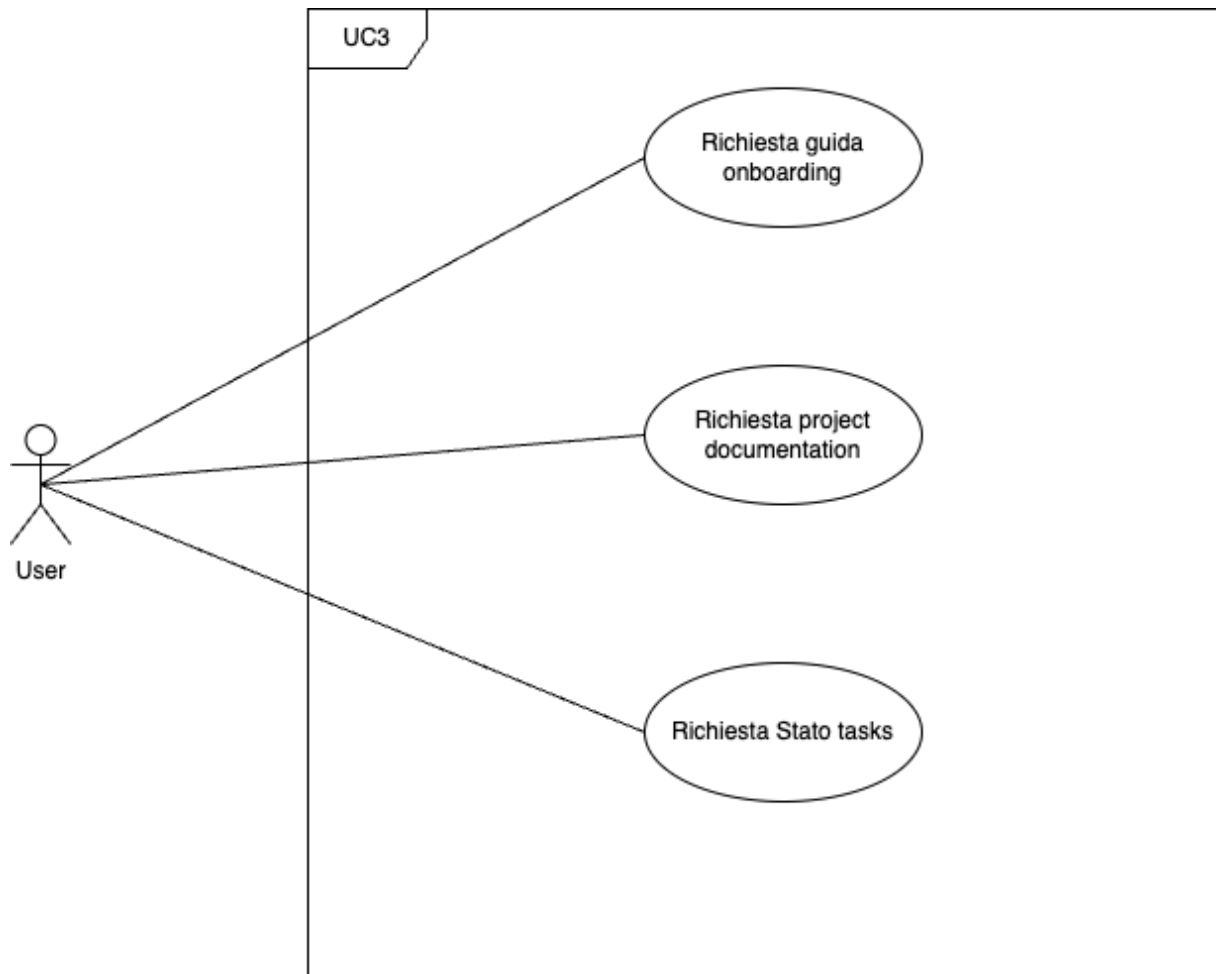 UC3
Richiesta guida
onboarding
Richiesta project
documentation
User
Richiesta Stato tasks